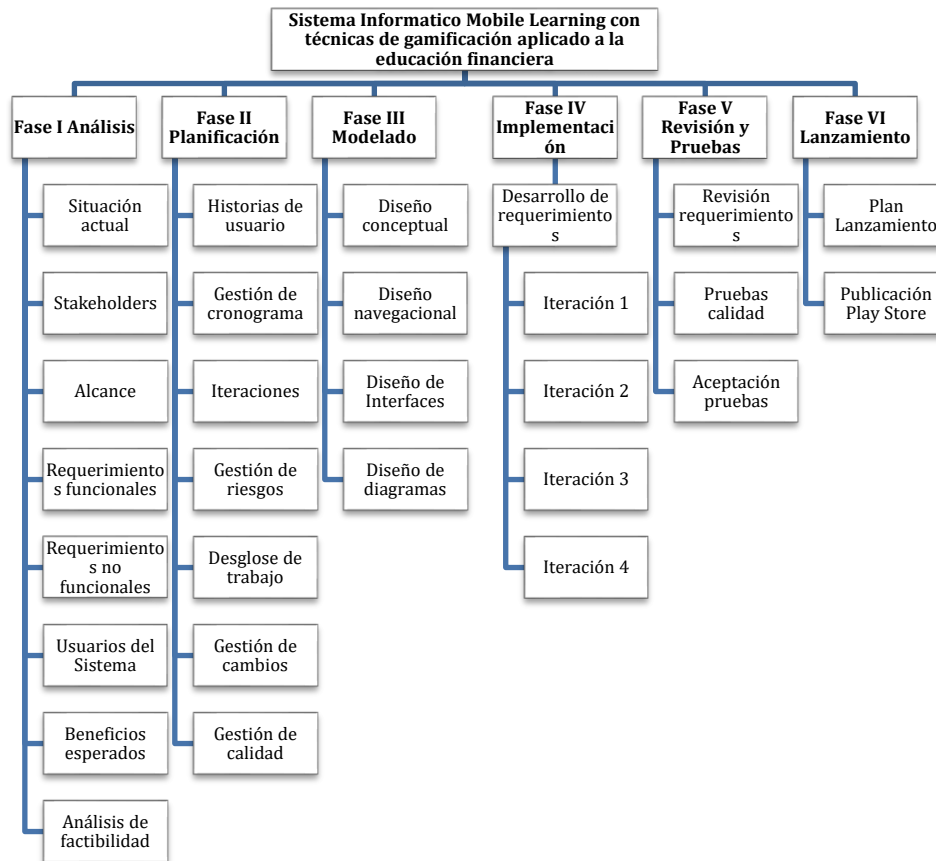 Sistema Informatico Mobile Learning con
técnicas de gamificación aplicado a la
educación financiera
Fase I Análisis
Situación
actual
Stakeholders
Alcance
Requerimiento
s funcionales
Requerimiento
s no
funcionales
Usuarios del
Sistema
Beneficios
esperados
Análisis de
factibilidad
Fase II
Planificación
Historias de
usuario
Gestión de
cronograma
Iteraciones
Gestión de
riesgos
Desglose de
trabajo
Gestión de
cambios
Gestión de
calidad
Fase III
Modelado
Diseño
conceptual
Diseño
navegacional
Diseño de
Interfaces
Diseño de
diagramas
Fase IV
Implementaci
ón
Desarrollo de
requerimiento
s
Iteración 1
Iteración 2
Iteración 3
Iteración 4
Fase V
Revisión y
Pruebas
Revisión
requerimiento
s
Pruebas
calidad
Aceptación
pruebas
Fase VI
Lanzamiento
Plan
Lanzamiento
Publicación
Play Store